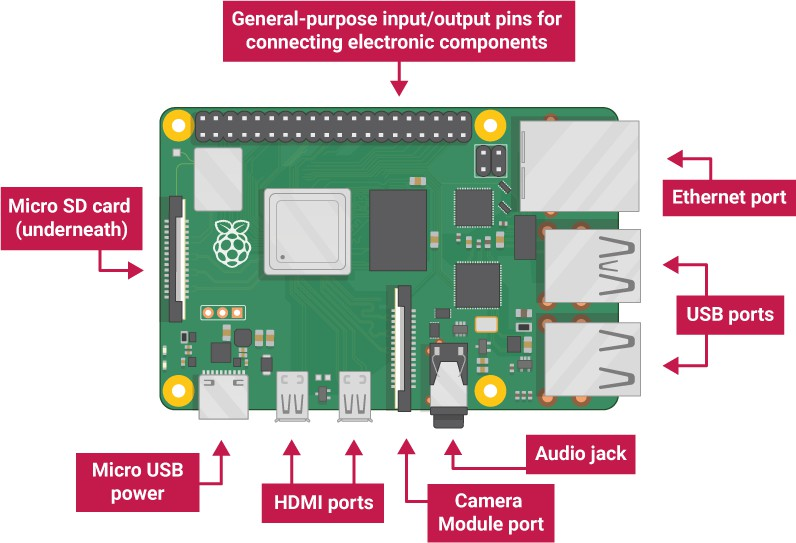 General-purpose input/output pins for
connecting electronic components
Ethernet port
Micro SD card
(underneath)
USB ports
Audio jack
Micro USB
power
HDMI ports
Camera
Module port